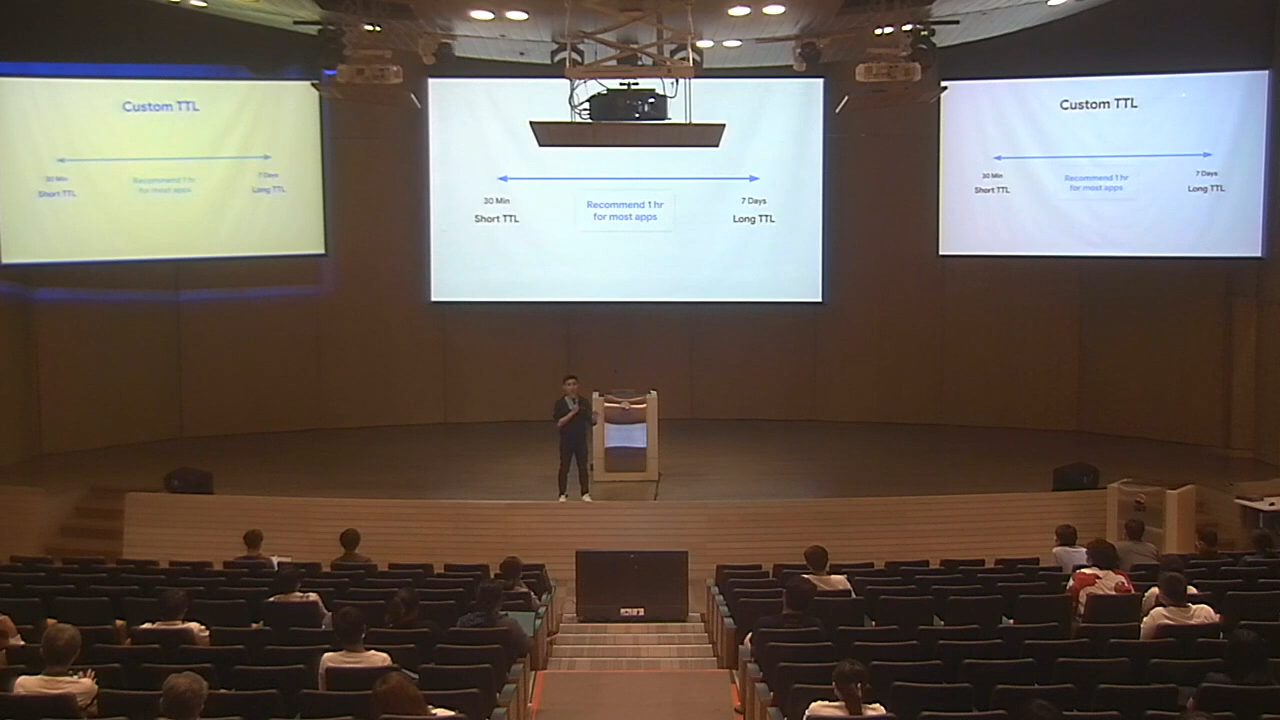 Custom TTL
30 Min
Short TTL
Recommend 1 hr
for most apps
7 Days
Long TTL
30 Min
Short TTL
Recommend 1 hr
for most apps
7 Days
Long TTL
Custom TTL
30 Min
Short TTL
Recommend 1 hr
for most apps
7 Days
Long TTL